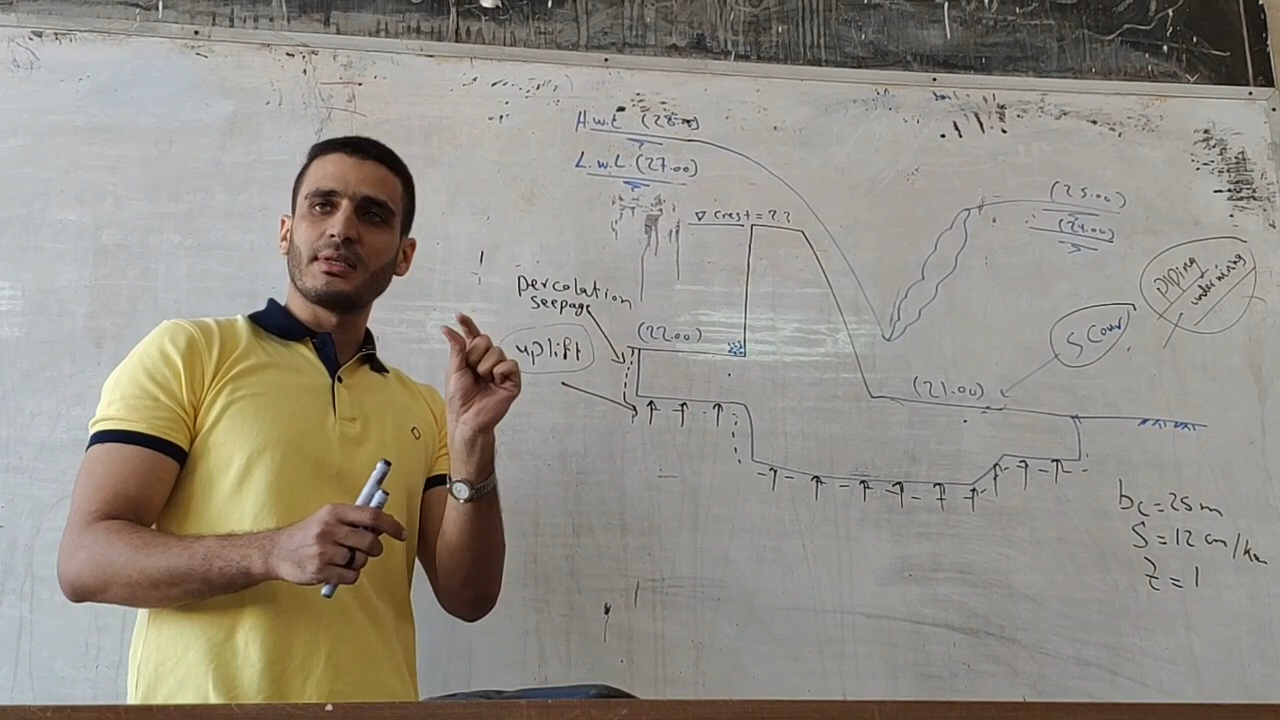 H.W.L (28.00)
L.W.L. (27.00)
∇ crest = ??
(25.00)
(24.00)
percolation
seepage
uplift
(22.00)
(21.00)
Scour
piping
undermining
bc = 25m
S = 12 cm/km
Z = 1